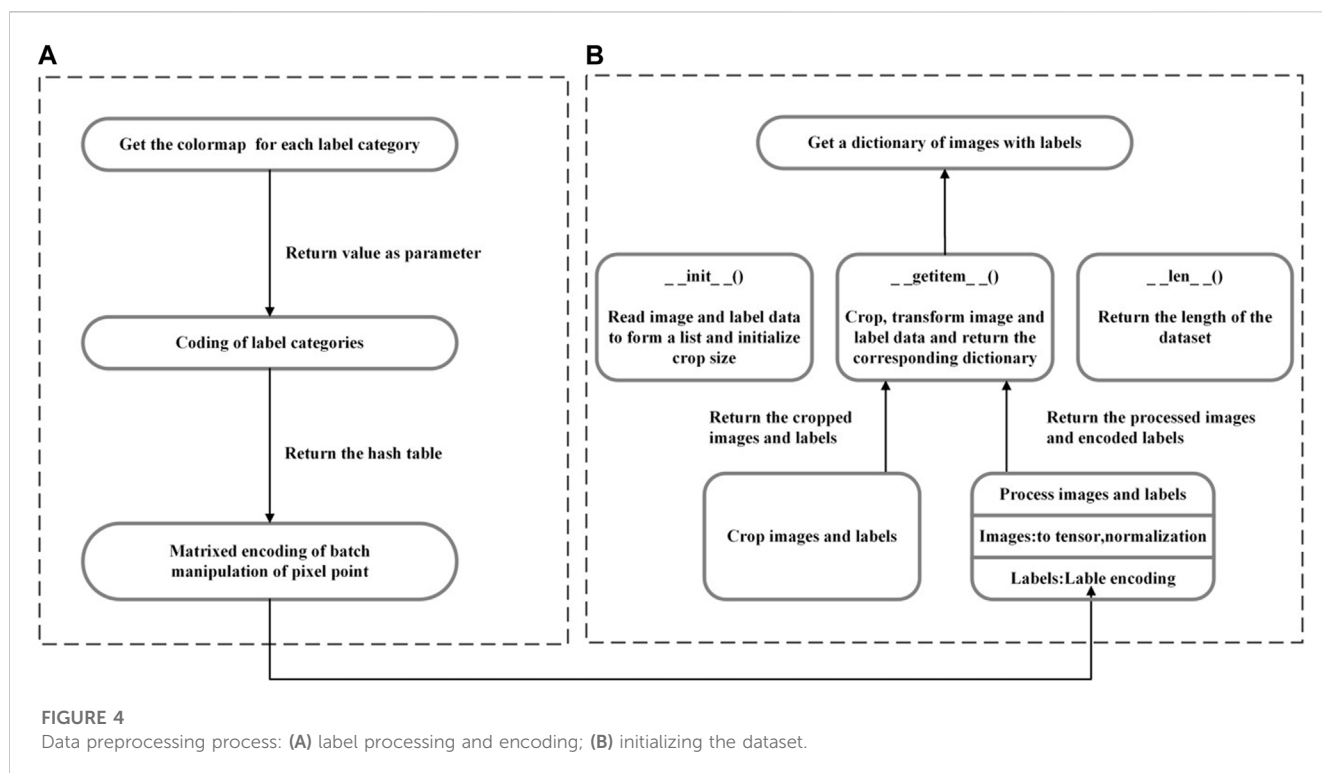 A
Get the colormap for each label category
Return value as parameter
Coding of label categories
Return the hash table
Matrixed encoding of batch
manipulation of pixel point
B
Get a dictionary of images with labels
_ _init_ _()
Read image and label data
to form a list and initialize
crop size
_ _getitem_ _()
Crop, transform image and
label data and return the
corresponding dictionary
_ _len_ _()
Return the length of the
dataset
Return the cropped
images and labels
Return the processed images
and encoded labels
Crop images and labels
Process images and labels
Images:to tensor,normalization
Labels:Lable encoding
FIGURE 4
Data preprocessing process: (A) label processing and encoding; (B) initializing the dataset.